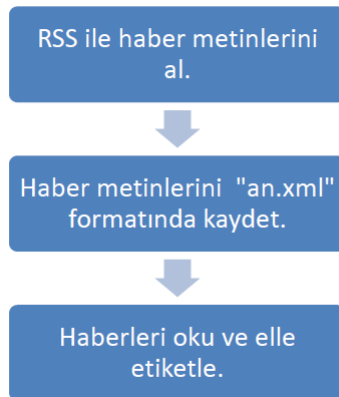 RSS ile haber metinlerini
al.
Haber metinlerini "an.xml"
formatında kaydet.
Haberleri oku ve elle
etiketle.